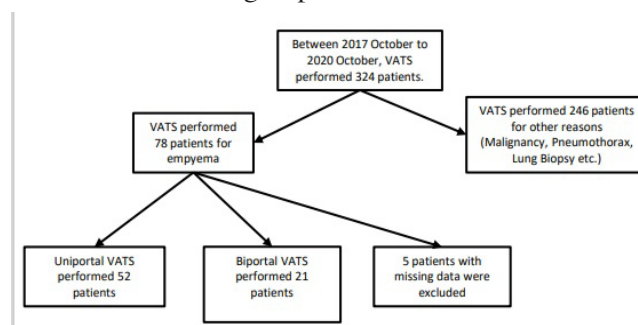 Between 2017 October to
2020 October, VATS
performed 324 patients.
VATS performed
78 patients for
empyema
VATS performed 246 patients
for other reasons
(Malignancy, Pneumothorax,
Lung Biopsy etc.)
Uniportal VATS
performed 52
patients
Biportal VATS
performed 21
patients
5 patients with
missing data were
excluded